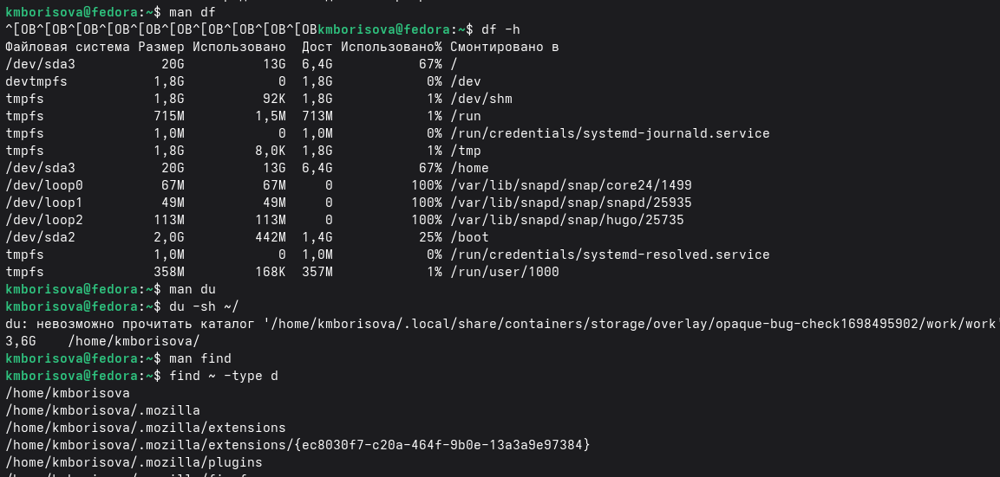 kmborisova@fedora:~$ man df
^[OB^[OB^[OB^[OB^[OB^[OB^[OB^[OB^[OB^[OBkmborisova@fedora:~$ df -h
Файловая система Размер Использовано  Дост Использовано% Смонтировано в
/dev/sda3           20G          13G  6,4G           67% /
devtmpfs           1,8G            0  1,8G            0% /dev
tmpfs              1,8G          92K  1,8G            1% /dev/shm
tmpfs              715M         1,5M  713M            1% /run
tmpfs              1,0M            0  1,0M            0% /run/credentials/systemd-journald.service
tmpfs              1,8G         8,0K  1,8G            1% /tmp
/dev/sda3           20G          13G  6,4G           67% /home
/dev/loop0          67M          67M     0          100% /var/lib/snapd/snap/core24/1499
/dev/loop1          49M          49M     0          100% /var/lib/snapd/snap/snapd/25935
/dev/loop2         113M         113M     0          100% /var/lib/snapd/snap/hugo/25735
/dev/sda2          2,0G         442M  1,4G           25% /boot
tmpfs              1,0M            0  1,0M            0% /run/credentials/systemd-resolved.service
tmpfs              358M         168K  357M            1% /run/user/1000
kmborisova@fedora:~$ man du
kmborisova@fedora:~$ du -sh ~/
du: невозможно прочитать каталог '/home/kmborisova/.local/share/containers/storage/overlay/opaque-bug-check1698495902/work/work'
3,6G    /home/kmborisova/
kmborisova@fedora:~$ man find
kmborisova@fedora:~$ find ~ -type d
/home/kmborisova
/home/kmborisova/.mozilla
/home/kmborisova/.mozilla/extensions
/home/kmborisova/.mozilla/extensions/{ec8030f7-c20a-464f-9b0e-13a3a9e97384}
/home/kmborisova/.mozilla/plugins